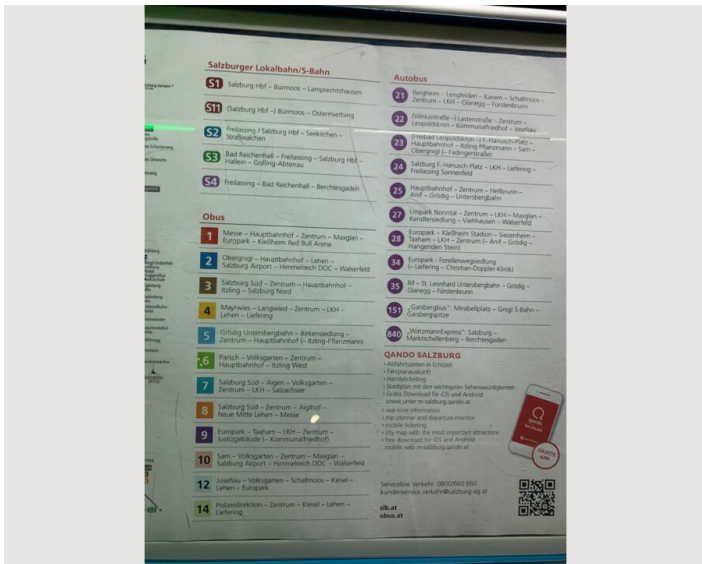 Salzburger Lokalbahn/S-Bahn
S1 Salzburg Hbf – Bürmoos – Lamprechtshausen
S11 (Salzburg Hbf –) Bürmoos – Ostermiething
S2 Freilassing / Salzburg Hbf – Seekirchen –
Straßwalchen
S3 Bad Reichenhall – Freilassing – Salzburg Hbf –
Hallein – Golling-Abtenau
S4 Freilassing – Bad Reichenhall – Berchtesgaden
Obus
1 Messe – Hauptbahnhof – Zentrum – Maxglan –
Europark – Kleßheim Red Bull Arena
2 Obergnigl – Hauptbahnhof – Lehen –
Salzburg Airport – Himmelreich DOC – Walserfeld
3 Salzburg Süd – Zentrum – Hauptbahnhof –
Itzling – Salzburg Nord
4 Mayrwies – Langwied – Zentrum – LKH –
Lehen – Liefering
5 Grödig Untersbergbahn – Birkensiedlung –
Zentrum – Hauptbahnhof (– Itzling-Pflanzmann)
6 Parsch – Volksgarten – Zentrum –
Hauptbahnhof – Itzling West
7 Salzburg Süd – Aigen – Volksgarten –
Zentrum – LKH – Salzachsee
8 Salzburg Süd – Zentrum – Aiglhof –
Neue Mitte Lehen – Messe
9 Europark – Taxham – LKH – Zentrum –
Justizgebäude (– Kommunalfriedhof)
10 Sam – Volksgarten – Zentrum – Maxglan –
Salzburg Airport – Himmelreich DOC – Walserfeld
12 Josefiau – Volksgarten – Schallmoos – Kiesel –
Lehen – Europark
14 Polizeidirektion – Zentrum – Kiesel – Lehen –
Liefering
Autobus
21 Bergheim – Lengfelden – Kasern – Schallmoos –
Zentrum – LKH – Glanegg – Fürstenbrunn
22 (Vilniusstraße –) Lastenstraße – Zentrum –
Leopoldskron – Kommunalfriedhof – Josefiau
23 (Freibad Leopoldskron –) F.-Hanusch-Platz –
Hauptbahnhof – Itzling Pflanzmann – Sam –
Obergnigl (– Fadingerstraße)
24 Salzburg F.-Hanusch-Platz – LKH – Liefering –
Freilassing Sonnenfeld
25 Hauptbahnhof – Zentrum – Hellbrunn –
Anif – Grödig – Untersbergbahn
27 Unipark Nonntal – Zentrum – LKH – Maxglan –
Kendlersiedlung – Viehhausen – Walserfeld
28 Europark – Kleßheim Stadion – Siezenheim –
Taxham – LKH – Zentrum (– Anif – Grödig –
Hangenden Stein)
34 Europark – Forellenwegsiedlung
(– Liefering – Christian-Doppler-Klinik)
35 Rif – St. Leonhard Untersbergbahn – Grödig –
Glanegg – Fürstenbrunn
151 „Gaisbergbus": Mirabellplatz – Gnigl S-Bahn –
Gaisbergspitze
840 „WatzmannExpress": Salzburg –
Marktschellenberg – Berchtesgaden
QANDO SALZBURG
› Abfahrtszeiten in Echtzeit
› Fahrplanauskunft
› Handyticketing
› Stadtplan mit den wichtigsten Sehenswürdigkeiten
› Gratis Download für iOS und Android
www. unter m-salzburg.qando.at
› real-time information
› trip planner and departure monitor
› mobile ticketing
› city map with the most important attractions
› free download for iOS and Android
mobile web m-salzburg.qando.at
qando
GRATIS
APP
Serviceline Verkehr: 0800/660 660
kundenservice.verkehr@salzburg-ag.at
slb.at
obus.at